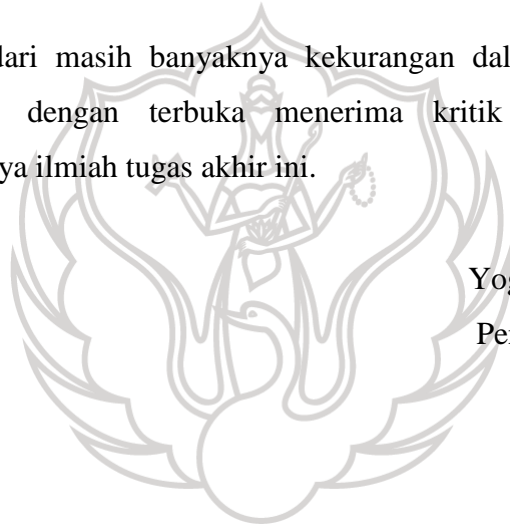 dari masih banyaknya kekurangan dal
dengan terbuka menerima kritik
ya ilmiah tugas akhir ini.
Yog
Pe